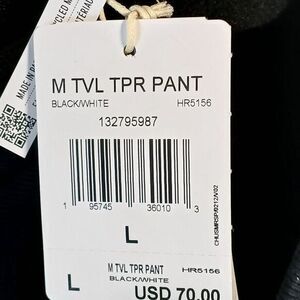 MADE IN
M TVL TPR PANT
BLACK/WHITE HR5156
132795987
1 95745 36010 3
L
L
M TVL TPR PANT HR5156
BLACK/WHITE
USD 70.00